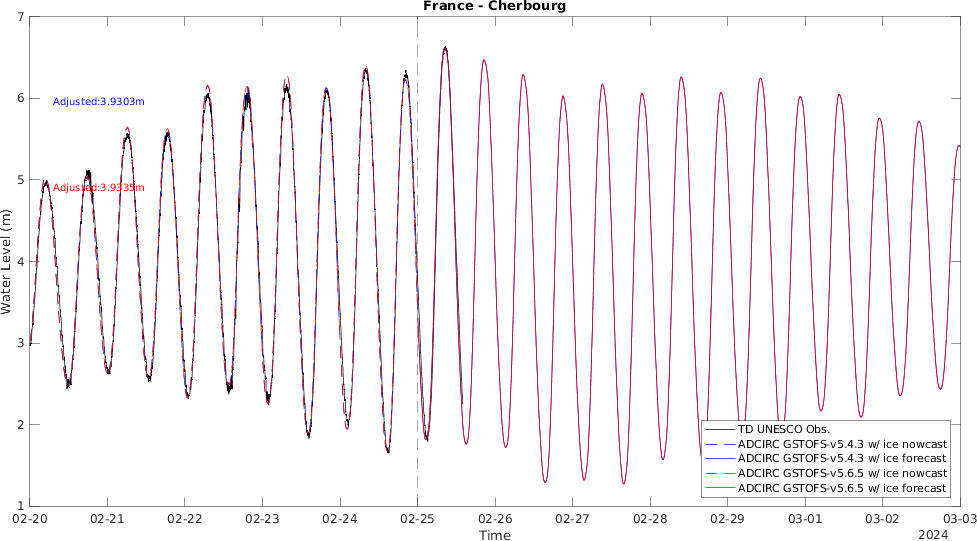 France - Cherbourg
7
6
5
4
3
2
1
Water Level (m)
Adjusted:3.9303m
Adjusted:3.9335m
TD UNESCO Obs.
ADCIRC GSTOFS-v5.4.3 w/ ice nowcast
ADCIRC GSTOFS-v5.4.3 w/ ice forecast
ADCIRC GSTOFS-v5.6.5 w/ ice nowcast
ADCIRC GSTOFS-v5.6.5 w/ ice forecast
02-20 02-21 02-22 02-23 02-24 02-25 02-26 02-27 02-28 02-29 03-01 03-02 03-03
Time
2024